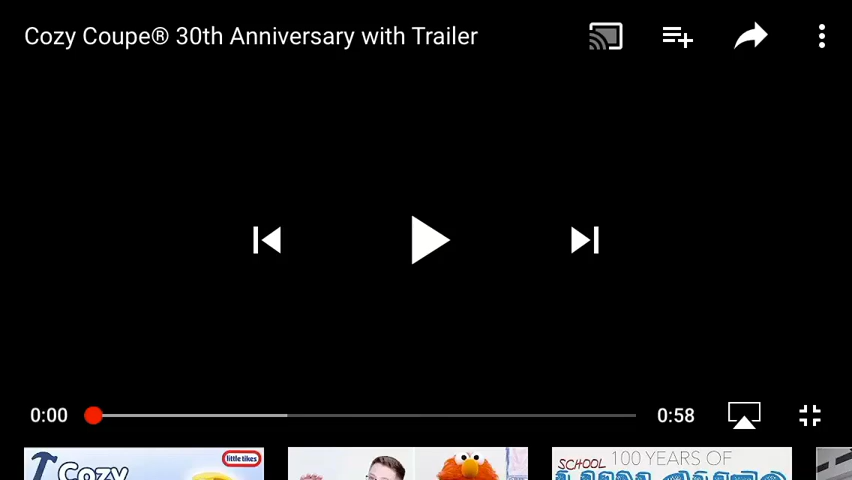 Cozy Coupe® 30th Anniversary with Trailer
0:00
0:58
little tikes
Cozy
SCHOOL 100 YEARS OF